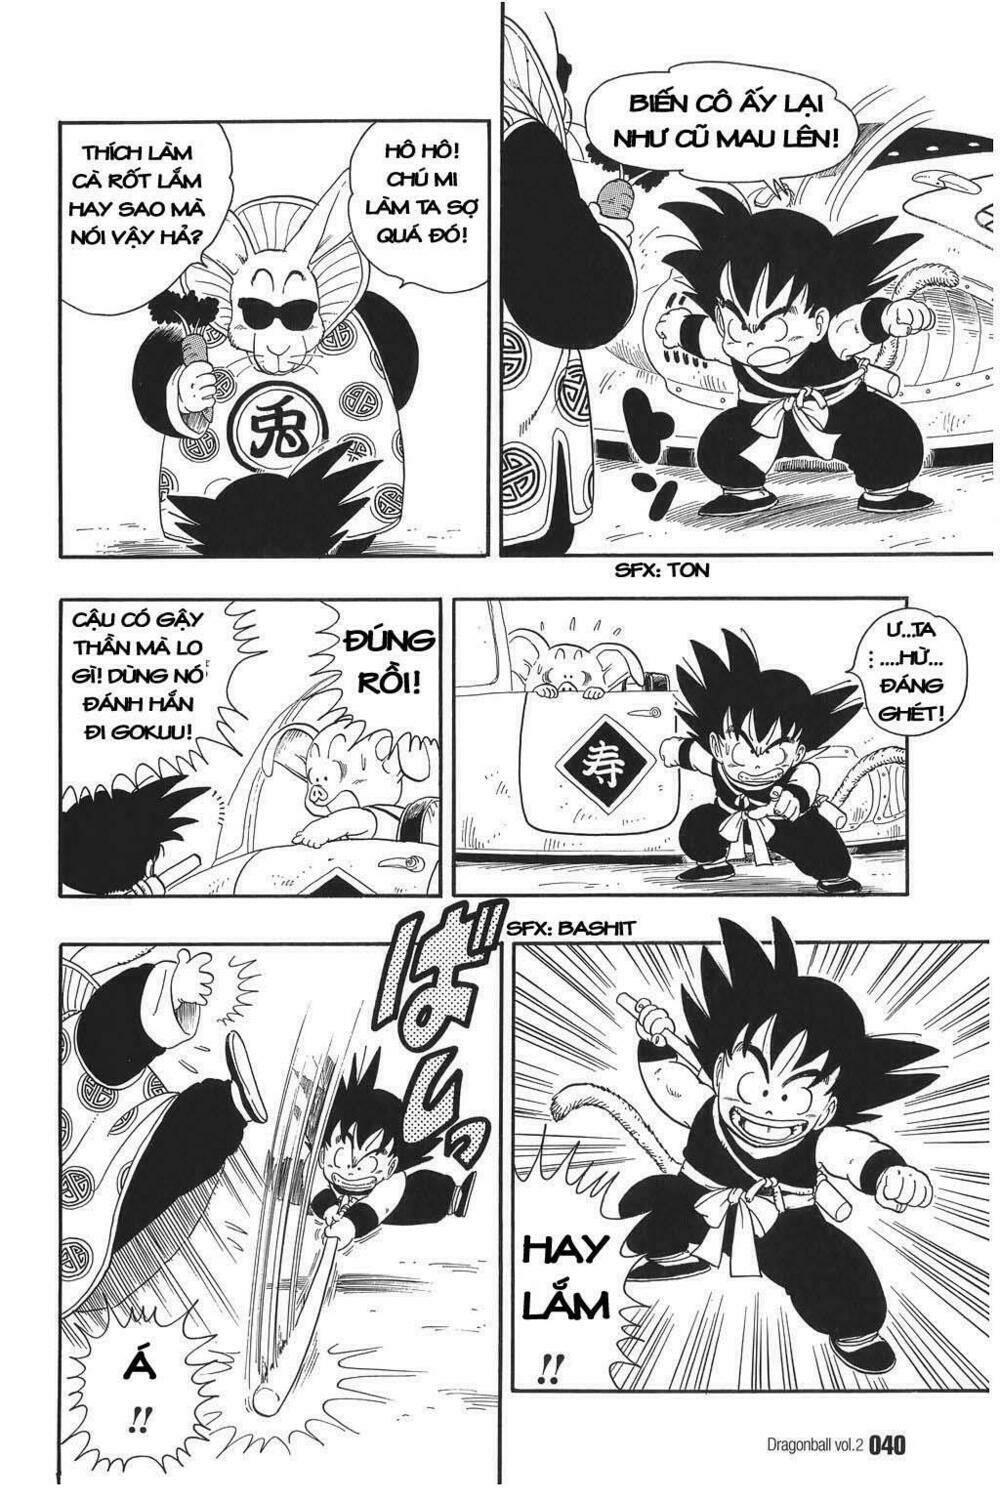 BIẾN CÔ ẤY LẠI
NHƯ CŨ MAU LÊN!
ドン
SFX: TON
HÔ HÔ!
CHÚ MI
LÀM TA SỢ
QUÁ ĐÓ!
THÍCH LÀM
CÀ RỐT LẮM
HAY SAO MÀ
NÓI VẬY HẢ?
兎
Ư...TA
....HỪ...
ĐÁNG
GHÉT!
寿
ĐÚNG
RỒI!
CẬU CÓ GẬY
THẦN MÀ LO
GÌ! DÙNG NÓ
ĐÁNH HẮN
ĐI GOKUU!
SFX: BASHIT
HAY
LẮM
!!
ばしっ
Á
!!
Dragonball vol.2 040